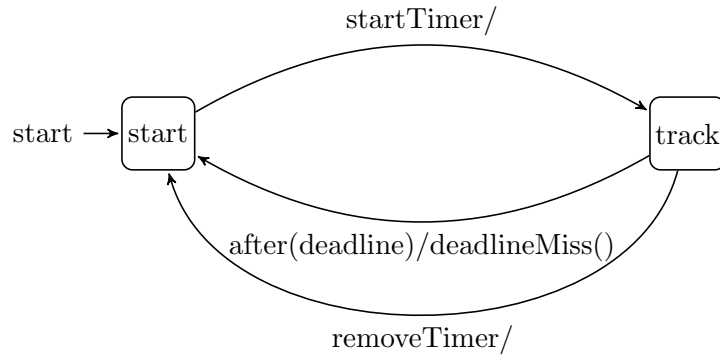 startTimer/
start
start
track
after(deadline)/deadlineMiss()
removeTimer/